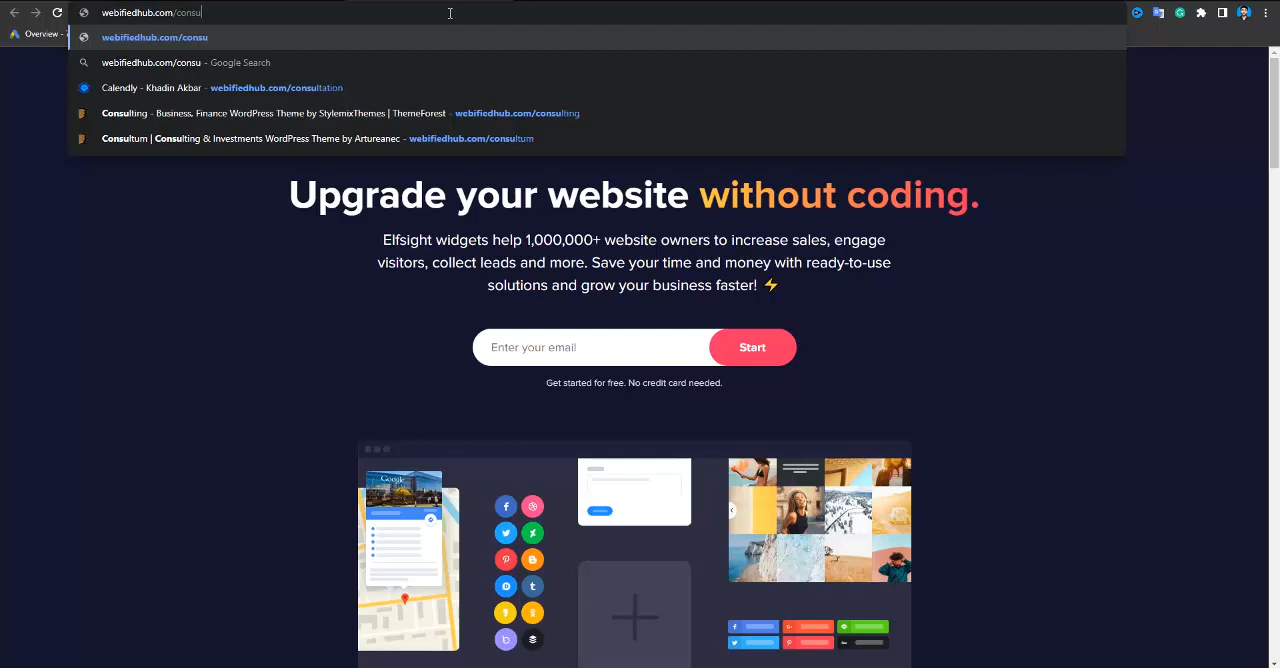 webifiedhub.com/consu
Overview -
webifiedhub.com/consu
webifiedhub.com/consu - Google Search
Calendly - Khadin Akbar - webifiedhub.com/consultation
Consulting - Business, Finance WordPress Theme by StylemixThemes | ThemeForest - webifiedhub.com/consulting
Consultum | Consulting & Investments WordPress Theme by Artureanec - webifiedhub.com/consultum
Upgrade your website without coding.
Elfsight widgets help 1,000,000+ website owners to increase sales, engage
visitors, collect leads and more. Save your time and money with ready-to-use
solutions and grow your business faster! ⚡
Enter your email
Start
Get started for free. No credit card needed.
Google